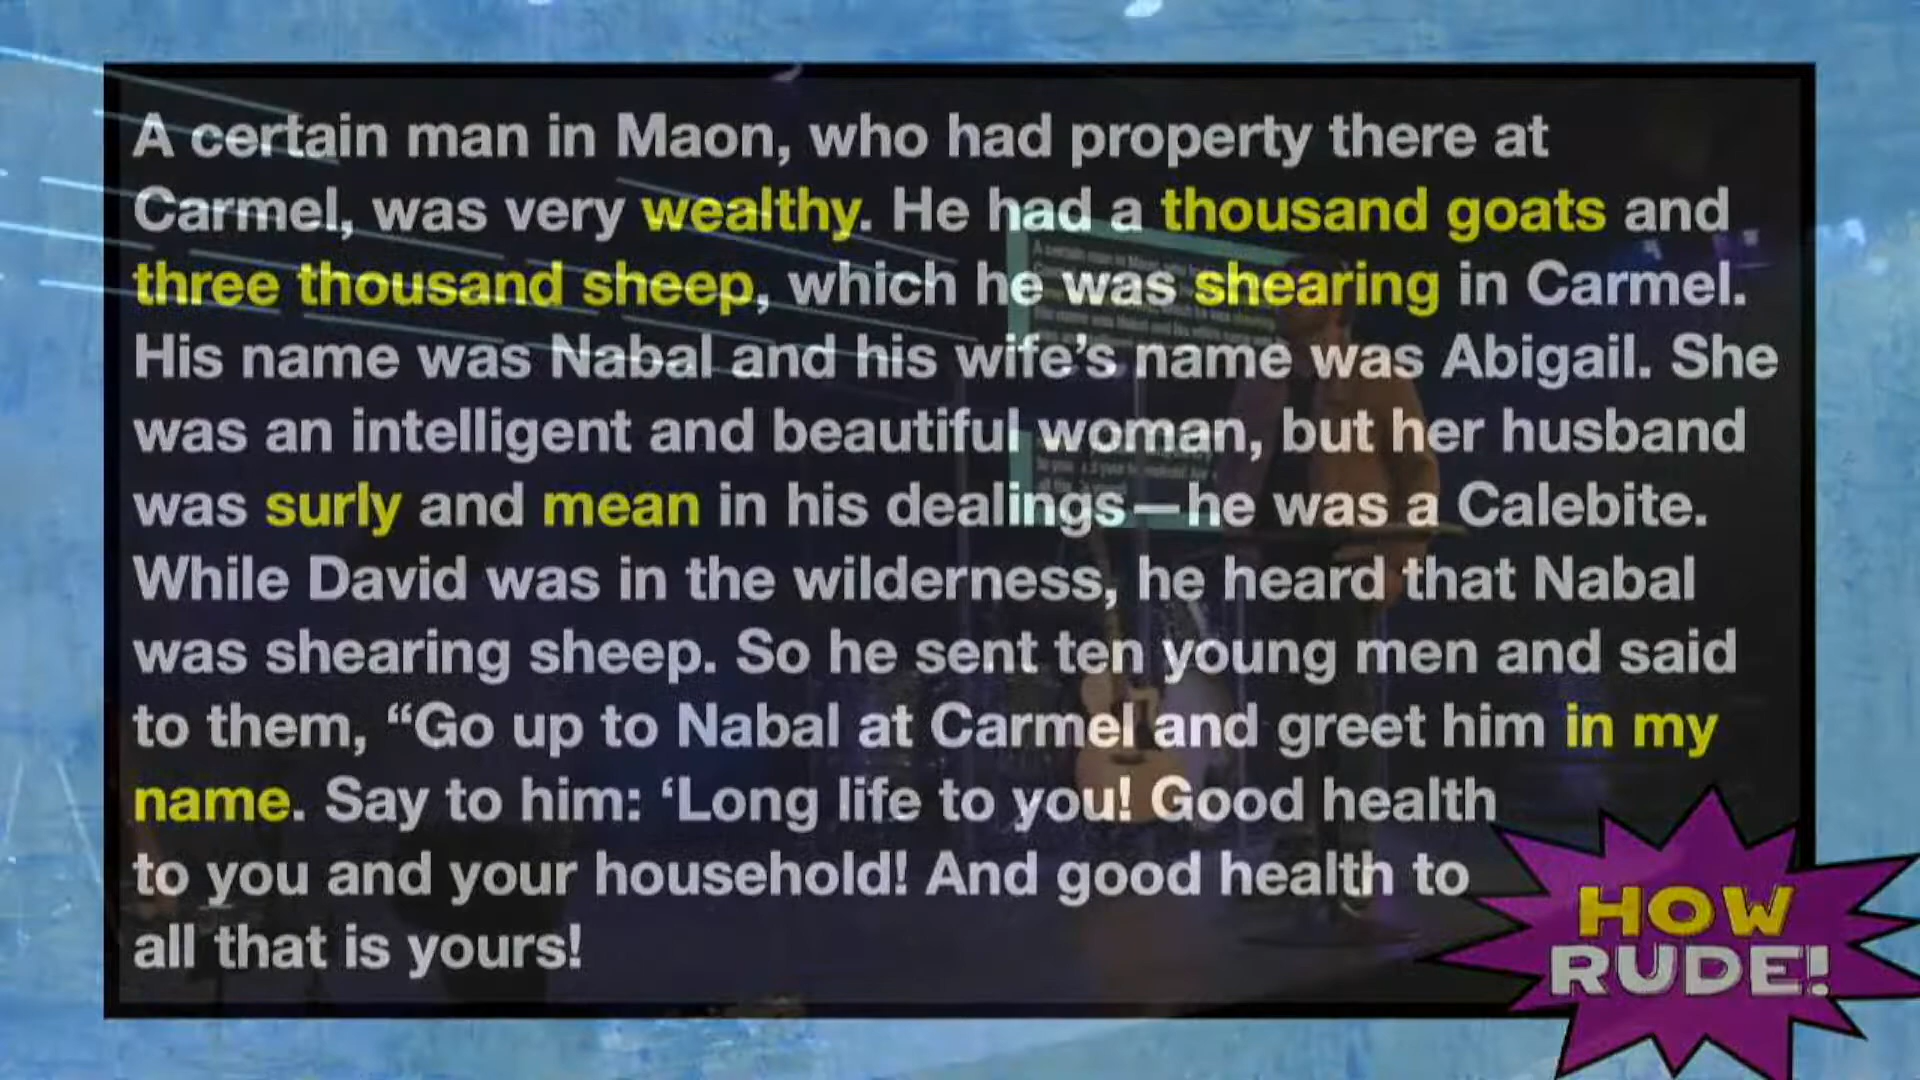 A certain man in Maon, who had property there at
Carmel, was very wealthy. He had a thousand goats and
three thousand sheep, which he was shearing in Carmel.
His name was Nabal and his wife’s name was Abigail. She
was an intelligent and beautiful woman, but her husband
was surly and mean in his dealings—he was a Calebite.
While David was in the wilderness, he heard that Nabal
was shearing sheep. So he sent ten young men and said
to them, “Go up to Nabal at Carmel and greet him in my
name. Say to him: ‘Long life to you! Good health
to you and your household! And good health to
all that is yours!
HOW
RUDE!